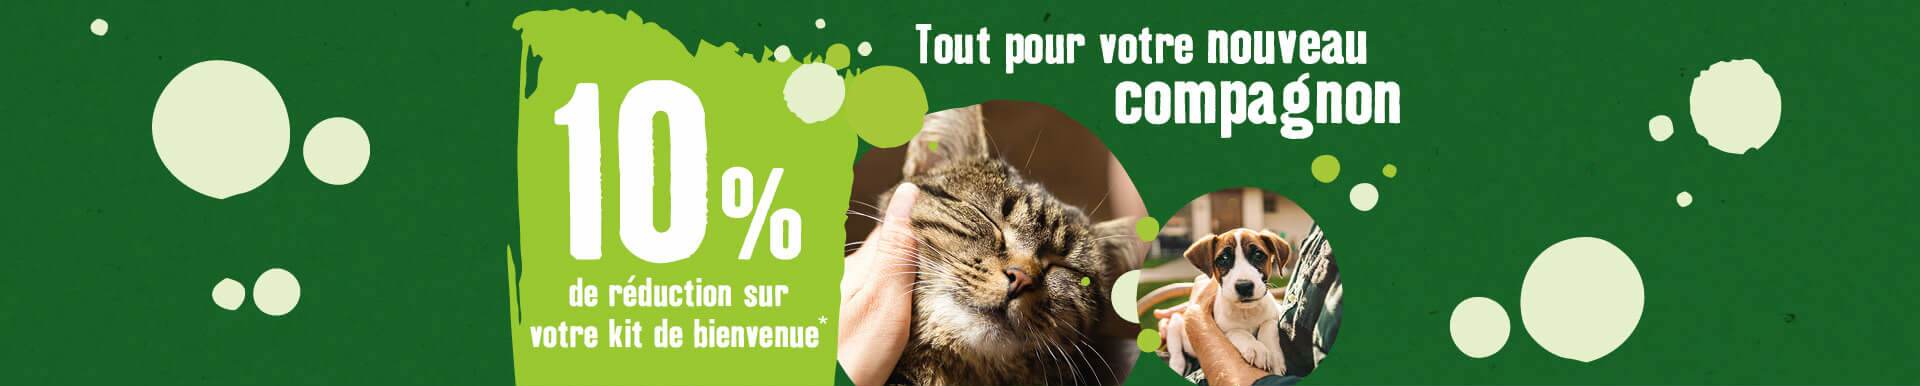 10%
de réduction sur
votre kit de bienvenue*
Tout pour votre nouveau
compagnon